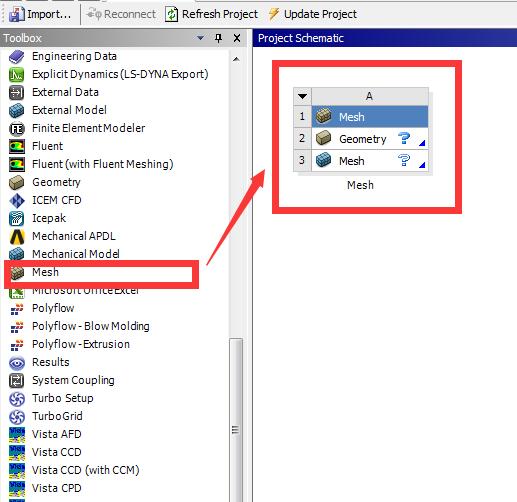 Import... Reconnect Refresh Project Update Project
Toolbox
Engineering Data
Explicit Dynamics (LS-DYNA Export)
External Data
External Model
Finite Element Modeler
Fluent
Fluent (with Fluent Meshing)
Geometry
ICEM CFD
Icepak
Mechanical APDL
Mechanical Model
Mesh
Microsoft Office Excel
Polyflow
Polyflow - Blow Molding
Polyflow - Extrusion
Results
System Coupling
Turbo Setup
TurboGrid
Vista AFD
Vista CCD
Vista CCD (with CCM)
Vista CPD
Project Schematic
A
1 Mesh
2 Geometry ?
3 Mesh ?
Mesh